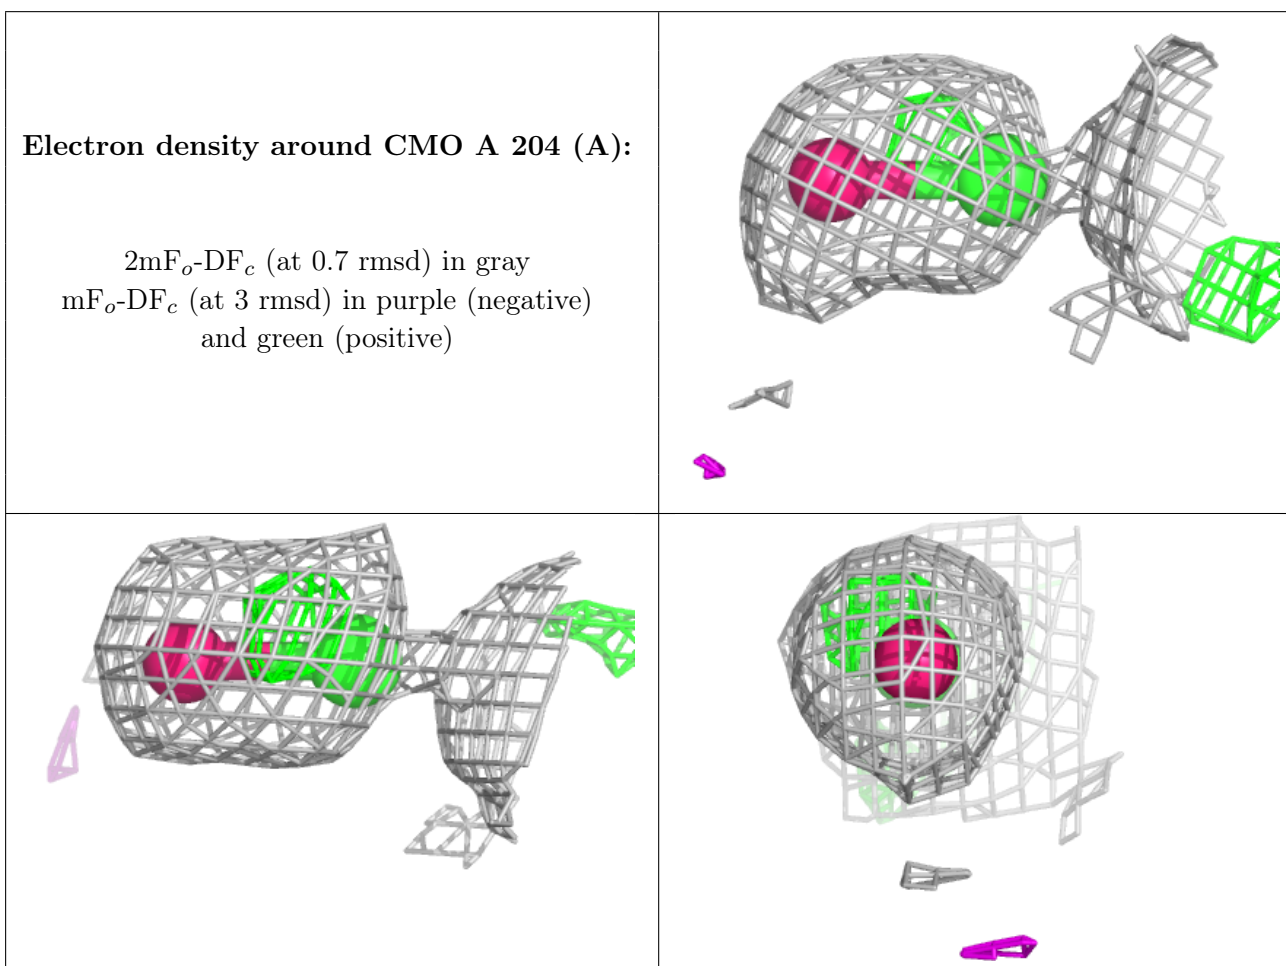 Electron density around CMO A 204 (A):
2mFo-DFc (at 0.7 rmsd) in gray
mFo-DFc (at 3 rmsd) in purple (negative)
and green (positive)